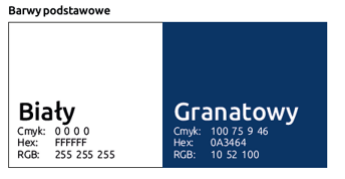 Barwy podstawowe
Biały
Cmyk: 0 0 0 0
Hex: FFFFFF
RGB: 255 255 255
Granatowy
Cmyk: 100 75 9 46
Hex: 0A3464
RGB: 10 52 100